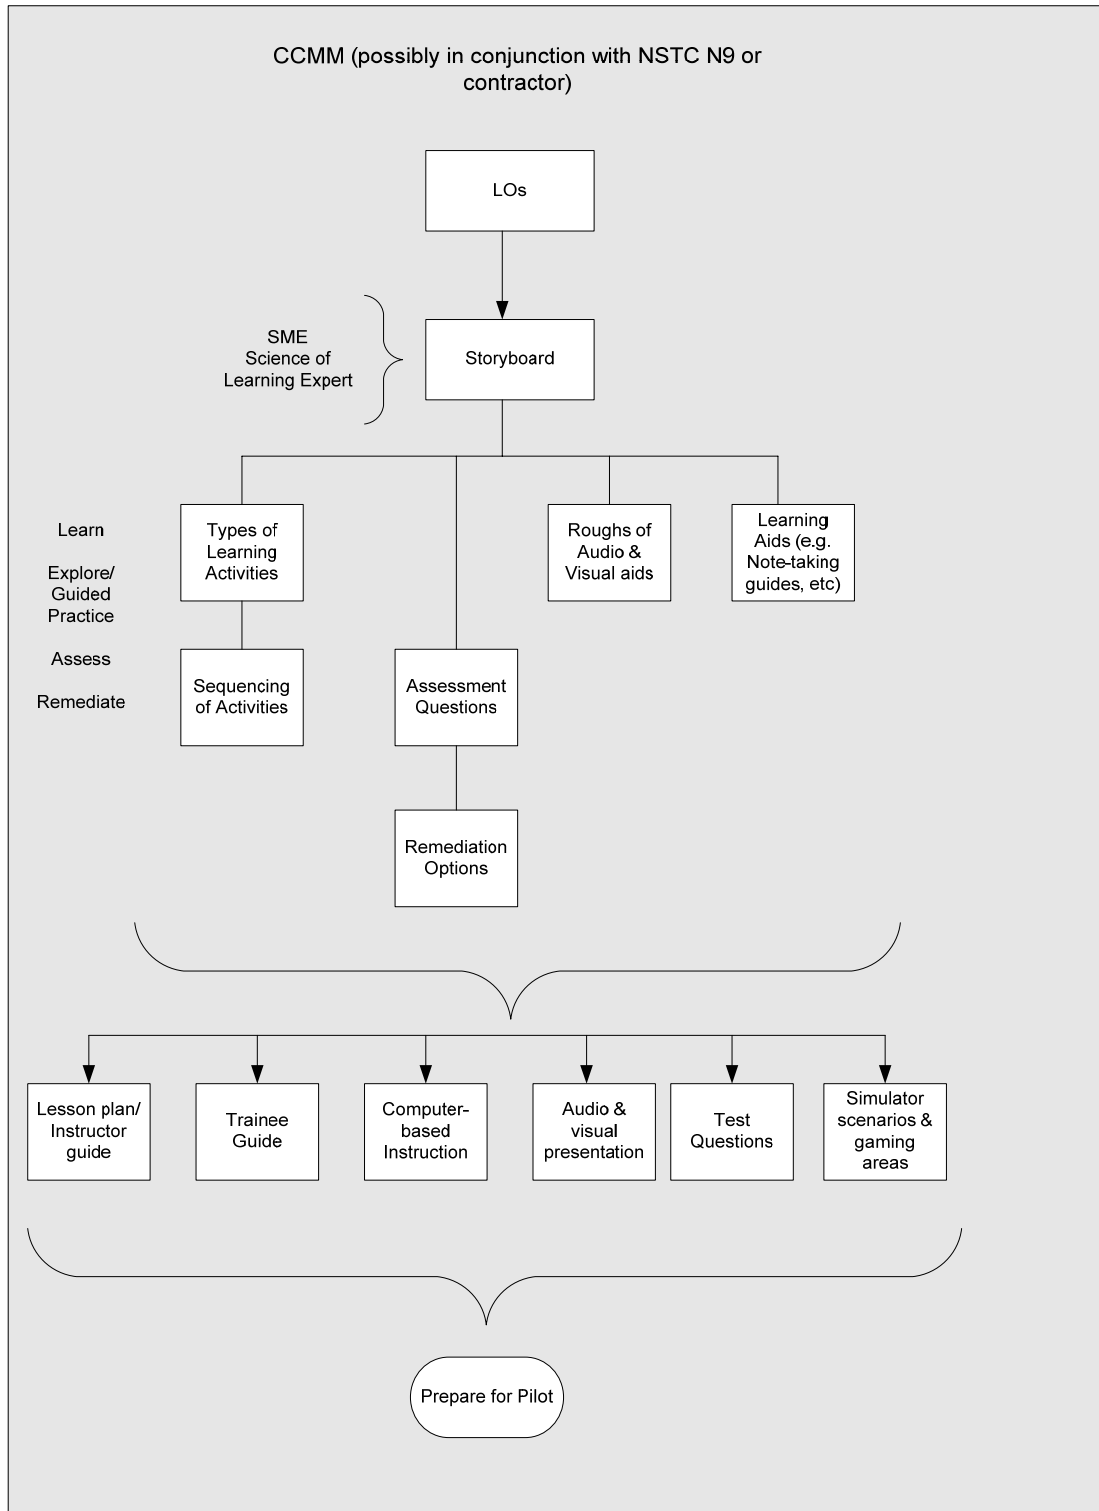 CCMM (possibly in conjunction with NSTC N9 or
contractor)
LOs
SME
Science of
Learning Expert
Storyboard
Learn
Explore/
Guided
Practice
Assess
Remediate
Types of
Learning
Activities
Roughs of
Audio &
Visual aids
Learning
Aids (e.g.
Note-taking
guides, etc)
Sequencing
of Activities
Assessment
Questions
Remediation
Options
Lesson plan/
Instructor
guide
Trainee
Guide
Computer-
based
Instruction
Audio &
visual
presentation
Test
Questions
Simulator
scenarios &
gaming
areas
Prepare for Pilot